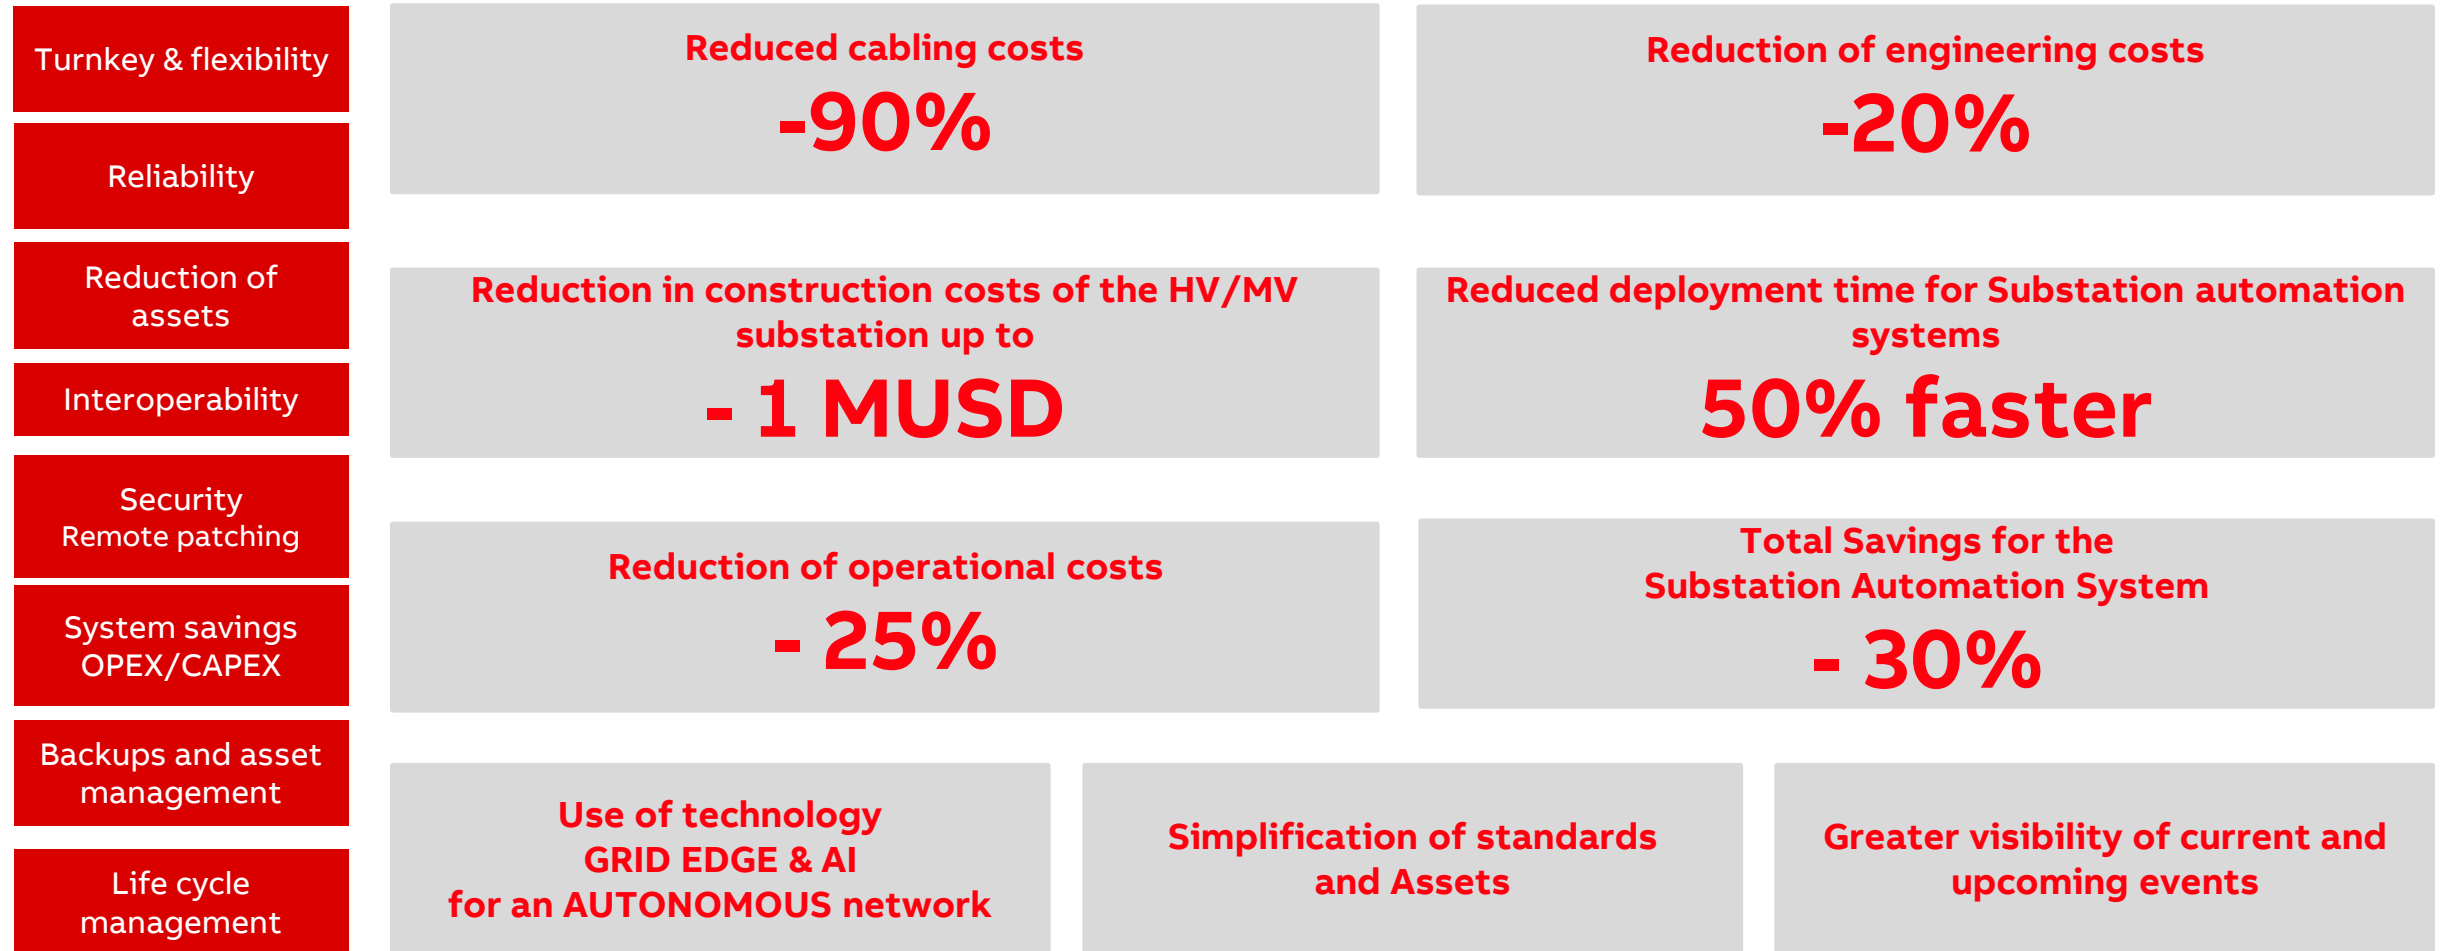 Turnkey & flexibility
Reliability
Reduction of
assets
Interoperability
Security
Remote patching
System savings
OPEX/CAPEX
Backups and asset
management
Life cycle
management
Reduced cabling costs
-90%
Reduction of engineering costs
-20%
Reduction in construction costs of the HV/MV
substation up to
- 1 MUSD
Reduced deployment time for Substation automation
systems
50% faster
Reduction of operational costs
- 25%
Total Savings for the
Substation Automation System
- 30%
Use of technology
GRID EDGE & AI
for an AUTONOMOUS network
Simplification of standards
and Assets
Greater visibility of current and
upcoming events